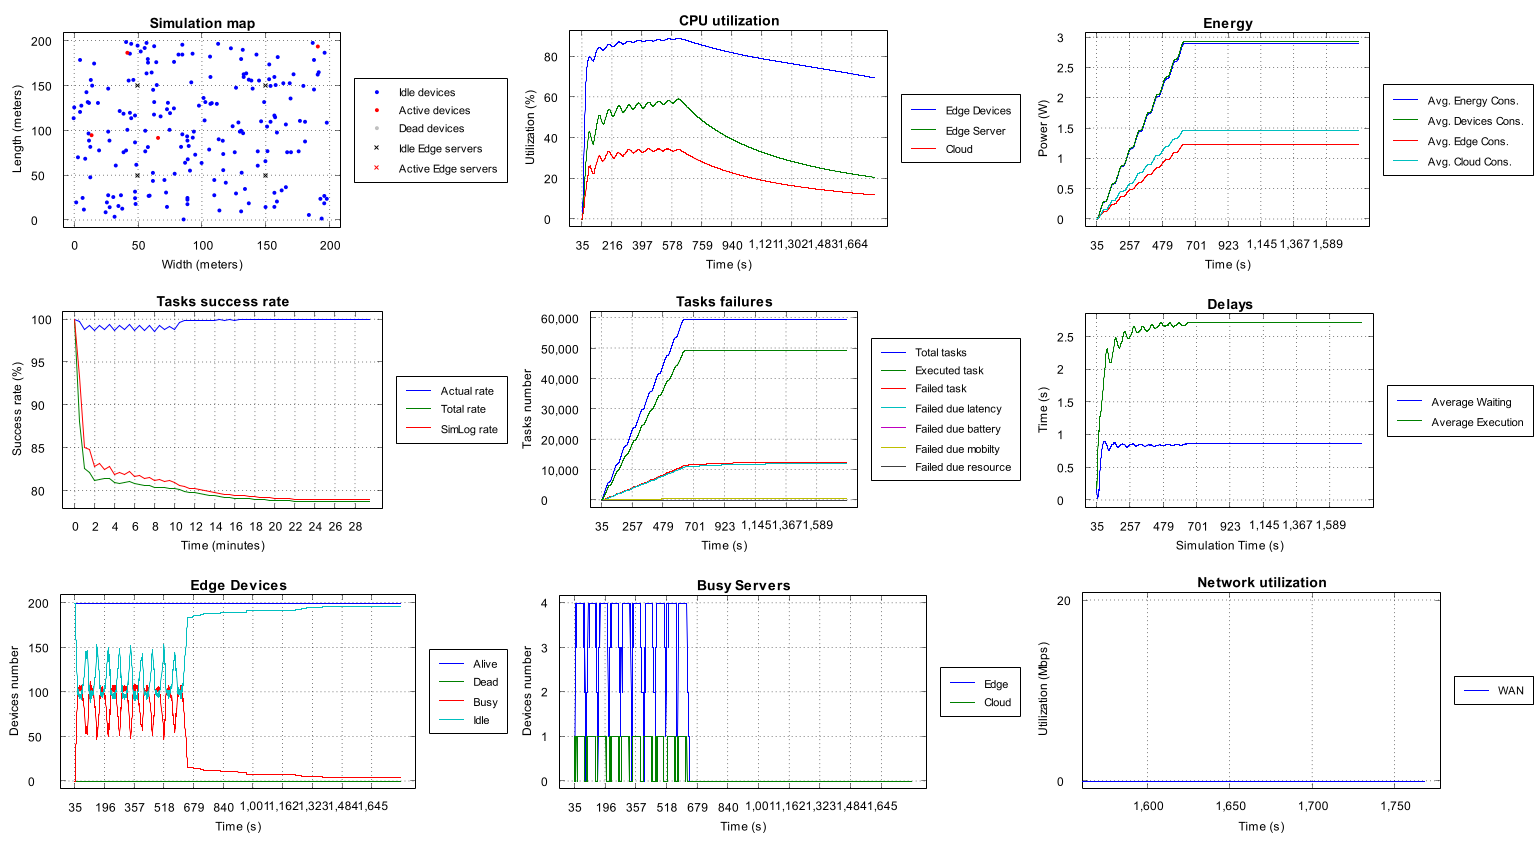 Simulation map
200
150
100
50
0
Length (meters)
0 50 100 150 200
Width (meters)
Idle devices
Active devices
Dead devices
Idle Edge servers
Active Edge servers
CPU utilization
80
60
40
20
0
Utilization (%)
35 216 397 578 759 940 1,121 1,302 1,483 1,664
Time (s)
Edge Devices
Edge Server
Cloud
Energy
3
2.5
2
1.5
1
0.5
0
Power (W)
35 257 479 701 923 1,145 1,367 1,589
Time (s)
Avg. Energy Cons.
Avg. Devices Cons.
Avg. Edge Cons.
Avg. Cloud Cons.
Tasks success rate
100
95
90
85
80
Success rate (%)
0 2 4 6 8 10 12 14 16 18 20 22 24 26 28
Time (minutes)
Actual rate
Total rate
SimLog rate
Tasks failures
60,000
50,000
40,000
30,000
20,000
10,000
0
Tasks number
35 257 479 701 923 1,145 1,367 1,589
Time (s)
Total tasks
Executed task
Failed task
Failed due latency
Failed due battery
Failed due mobilty
Failed due resource
Delays
2.5
2
1.5
1
0.5
0
Time (s)
35 257 479 701 923 1,145 1,367 1,589
Simulation Time (s)
Average Waiting
Average Execution
Edge Devices
200
150
100
50
0
Devices number
35 196 357 518 679 840 1,001 1,162 1,323 1,484 1,645
Time (s)
Alive
Dead
Busy
Idle
Busy Servers
4
3
2
1
0
Devices number
35 196 357 518 679 840 1,001 1,162 1,323 1,484 1,645
Time (s)
Edge
Cloud
Network utilization
20
0
Utilization (Mbps)
1,600 1,650 1,700 1,750
Time (s)
WAN